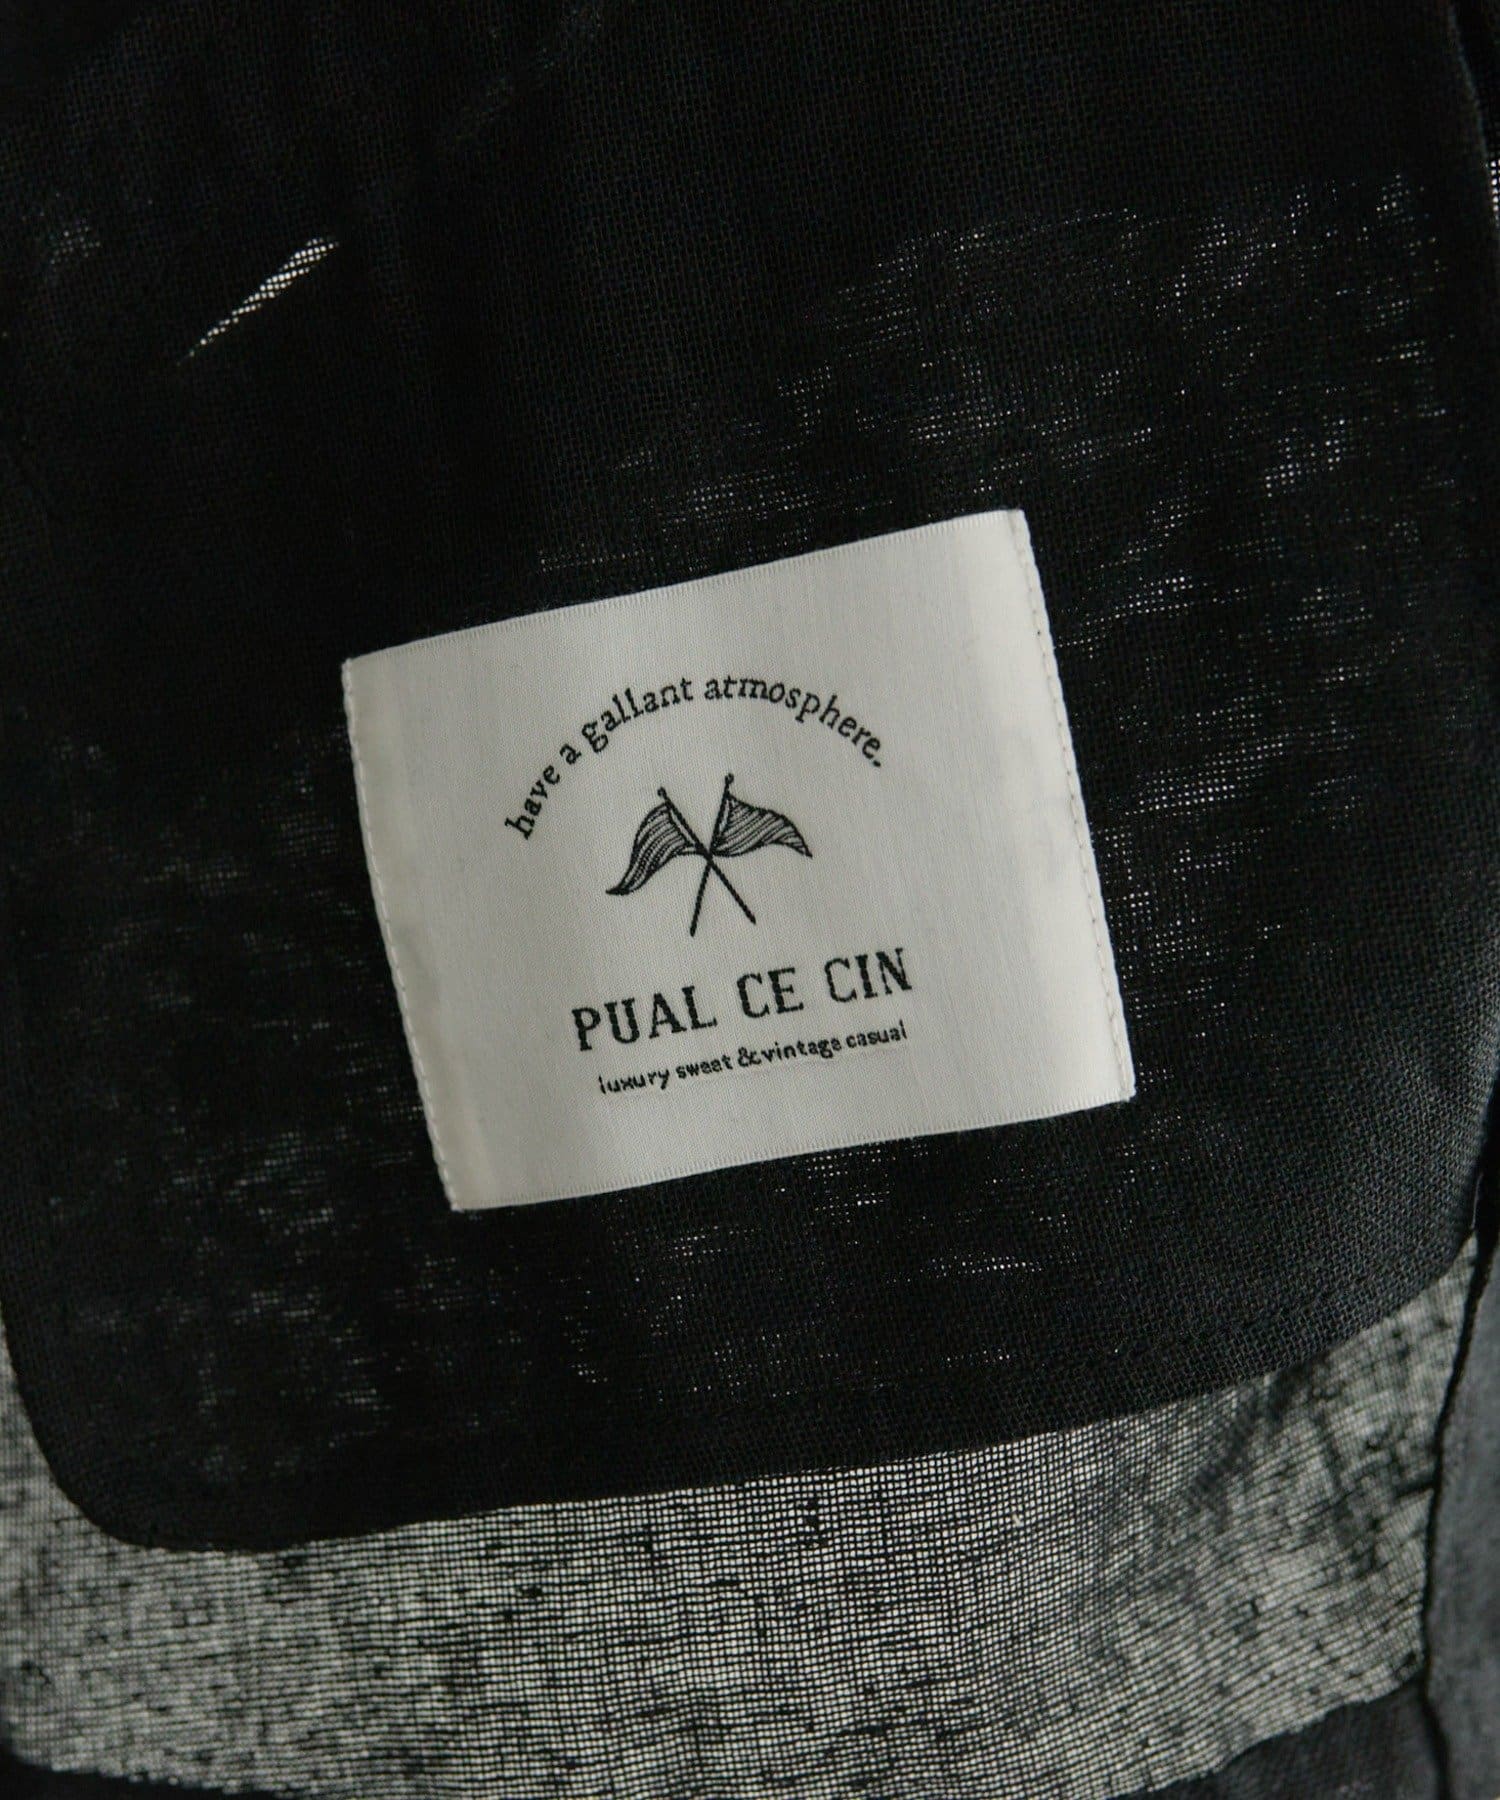 have a gallant atmosphere.
PUAL CE CIN
luxury sweet & vintage casual